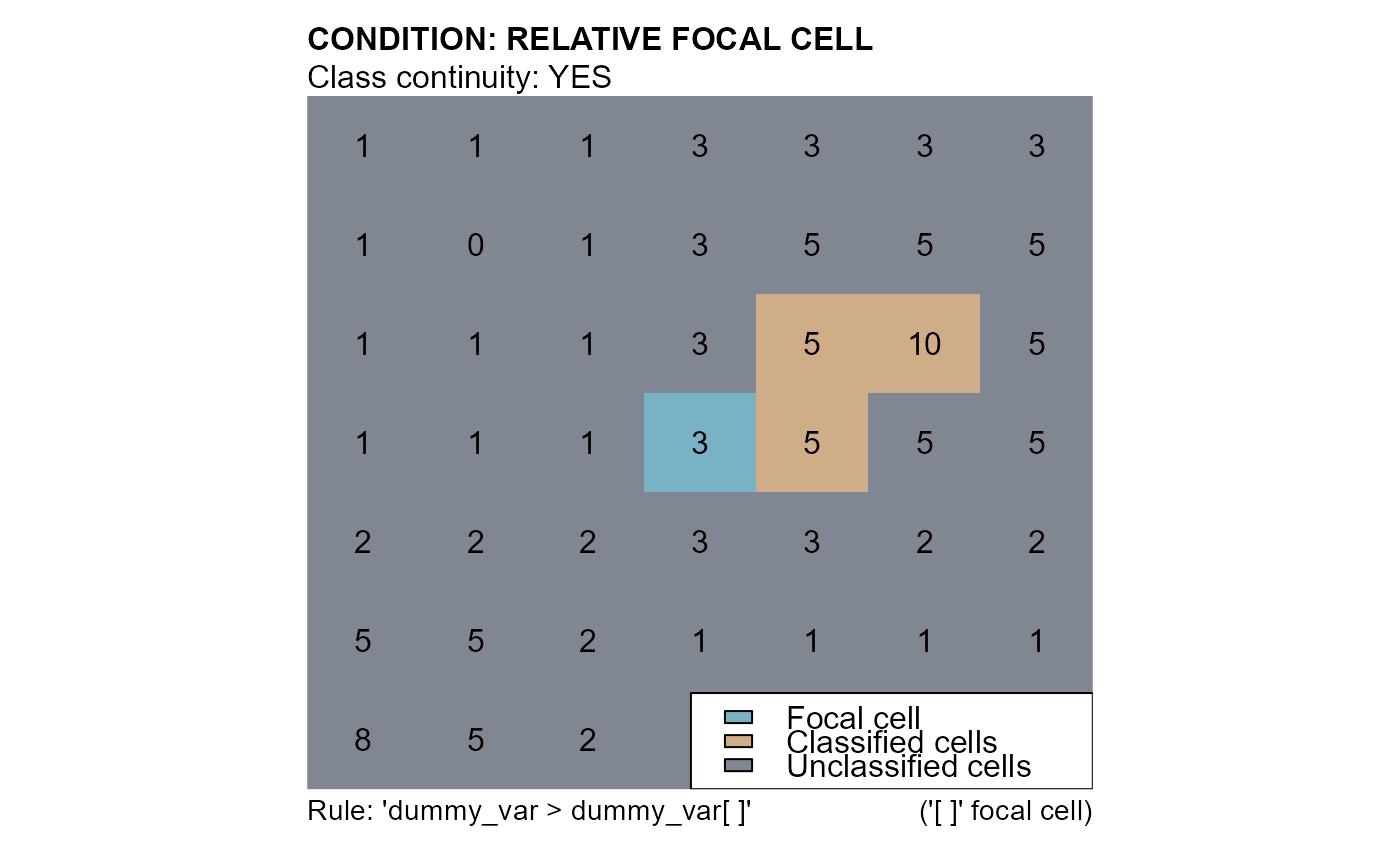 CONDITION: RELATIVE FOCAL CELL
Class continuity: YES
1 1 1 3 3 3 3
1 0 1 3 5 5 5
1 1 1 3 5 10 5
1 1 1 3 5 5 5
2 2 2 3 3 2 2
5 5 2 1 1 1 1
8 5 2
Focal cell
Classified cells
Unclassified cells
Rule: 'dummy_var > dummy_var[ ]' ('[ ]' focal cell)